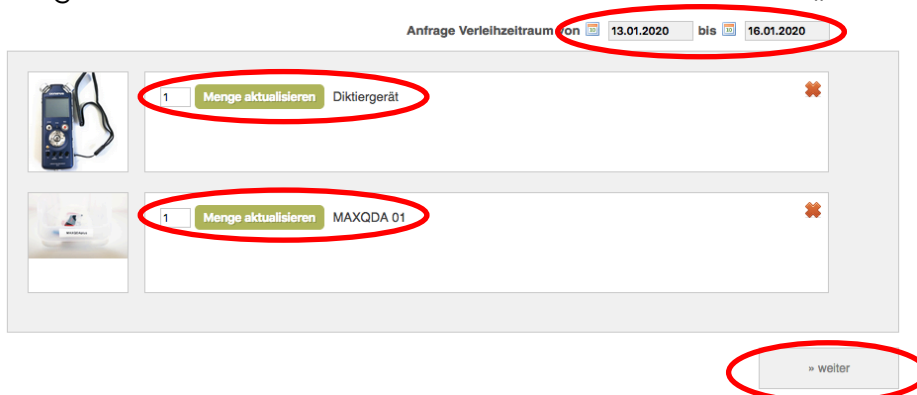 Anfrage Verleihzeitraum von 13.01.2020 bis 16.01.2020
1 Menge aktualisieren Diktiergerät
1 Menge aktualisieren MAXQDA 01
» weiter